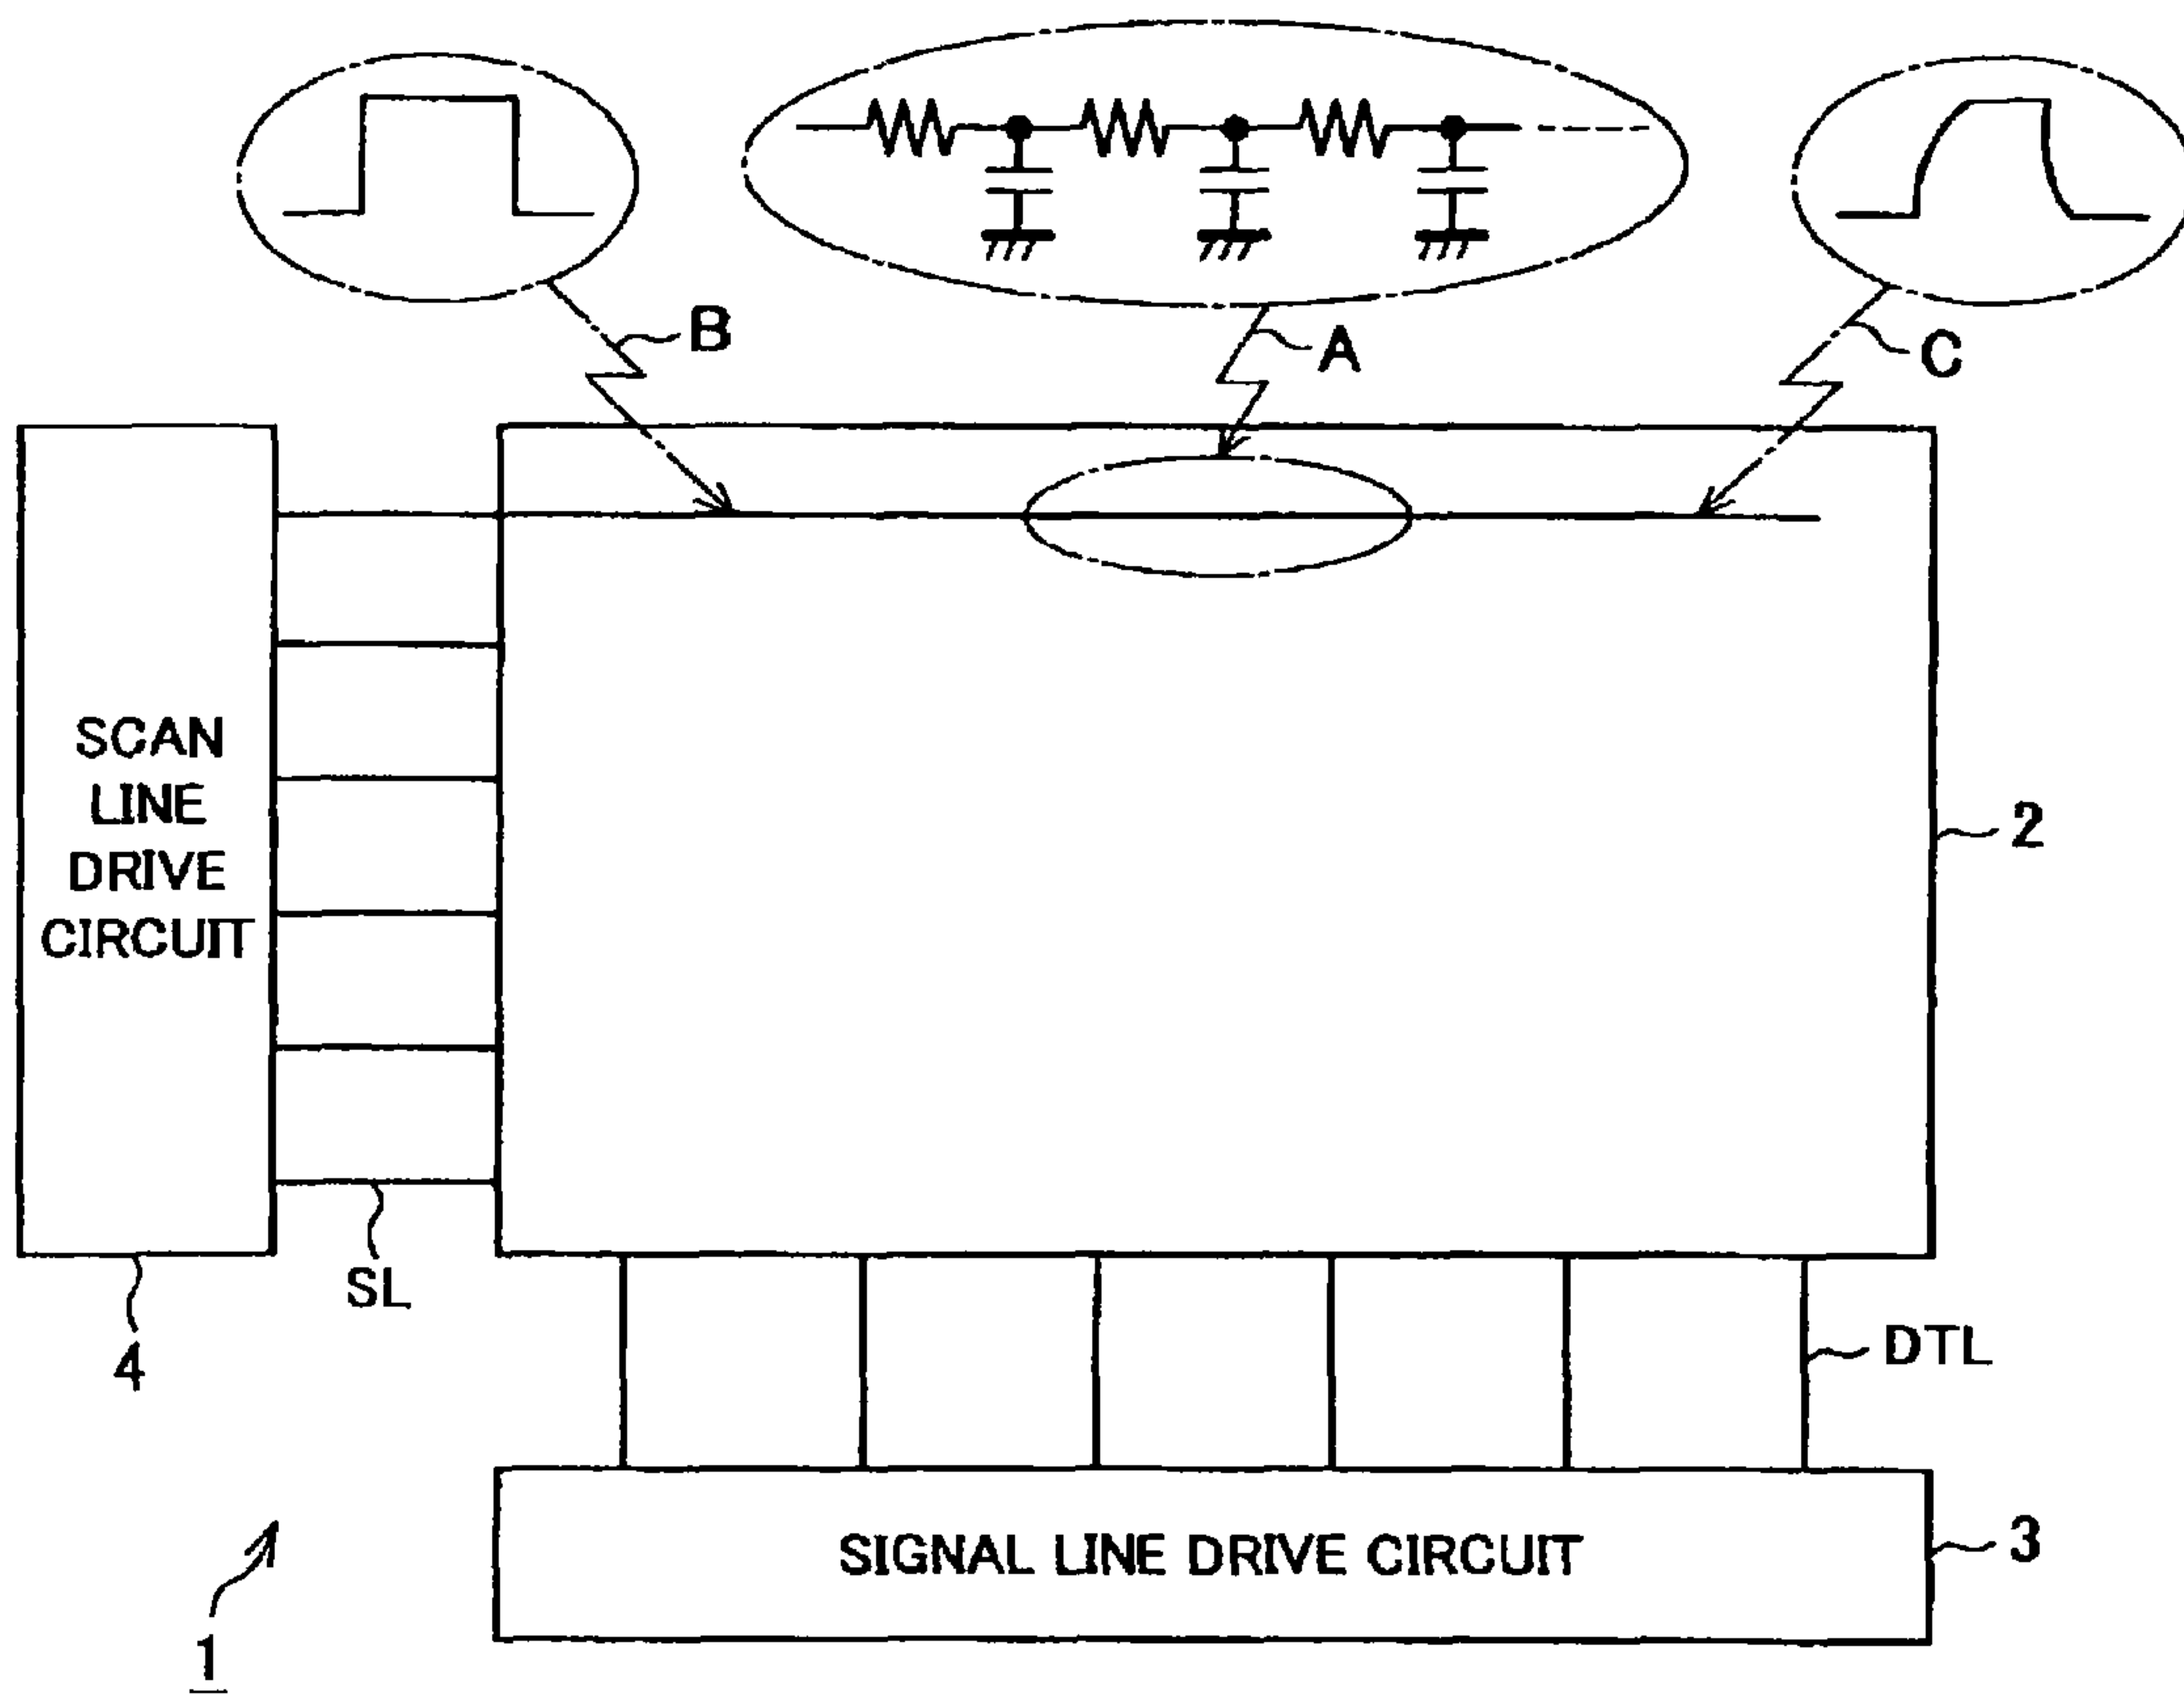 B
A
C
SCAN
LINE
DRIVE
CIRCUIT
2
SL
4
DTL
SIGNAL LINE DRIVE CIRCUIT
3
1